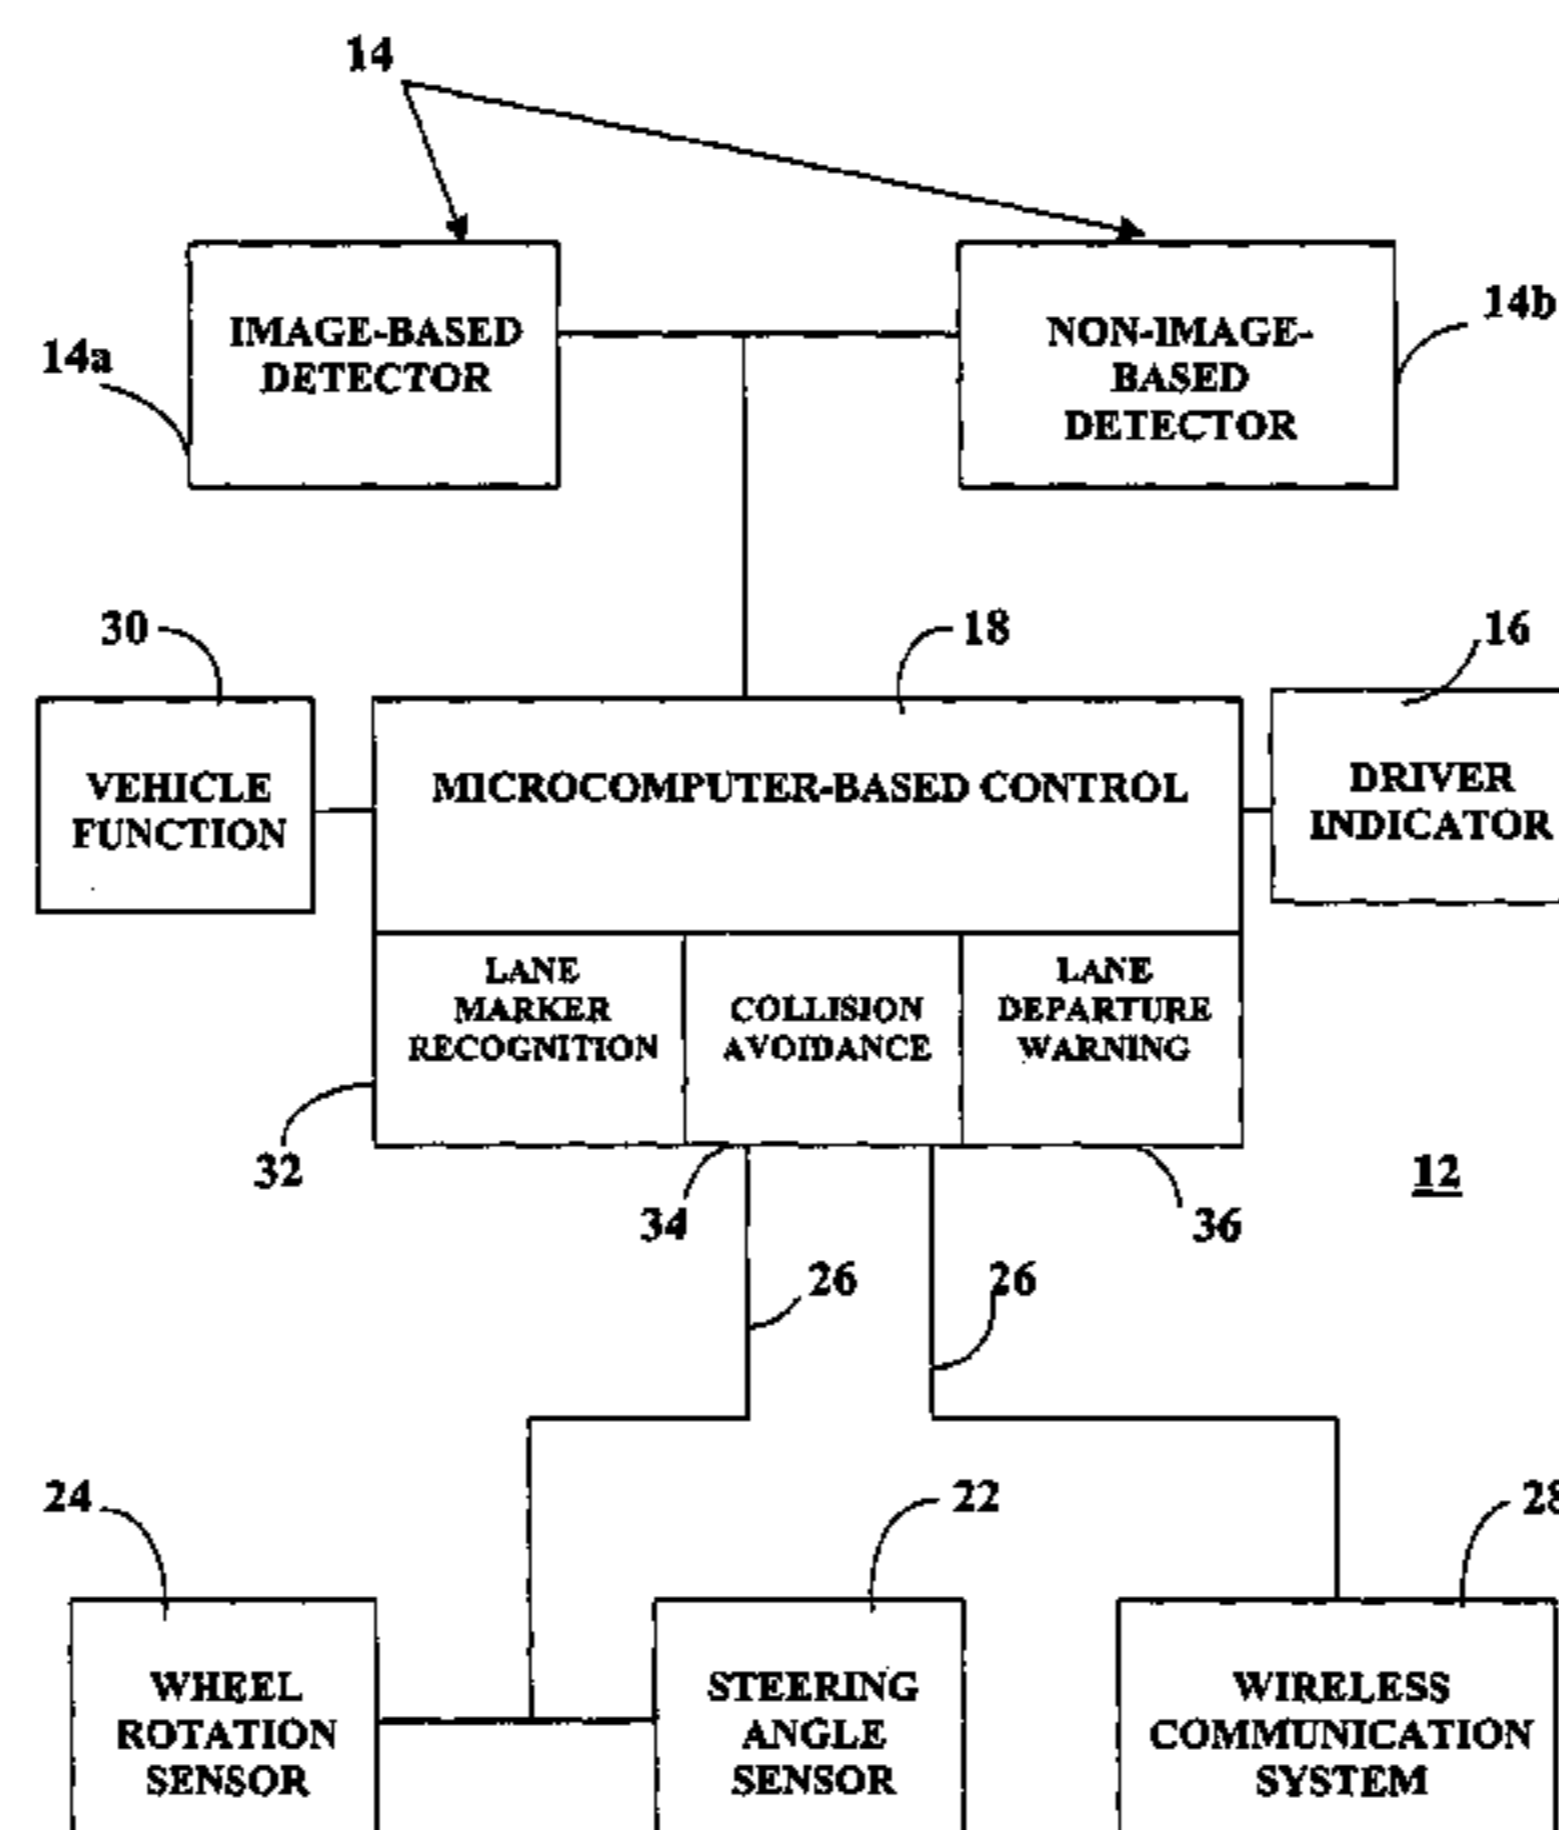 14
IMAGE-BASED
DETECTOR
14a
NON-IMAGE-
BASED
DETECTOR
14b
30
18
16
VEHICLE
FUNCTION
MICROCOMPUTER-BASED CONTROL
DRIVER
INDICATOR
LANE
MARKER
RECOGNITION
COLLISION
AVOIDANCE
LANE
DEPARTURE
WARNING
32
34
36
12
26
26
24
22
28
WHEEL
ROTATION
SENSOR
STEERING
ANGLE
SENSOR
WIRELESS
COMMUNICATION
SYSTEM